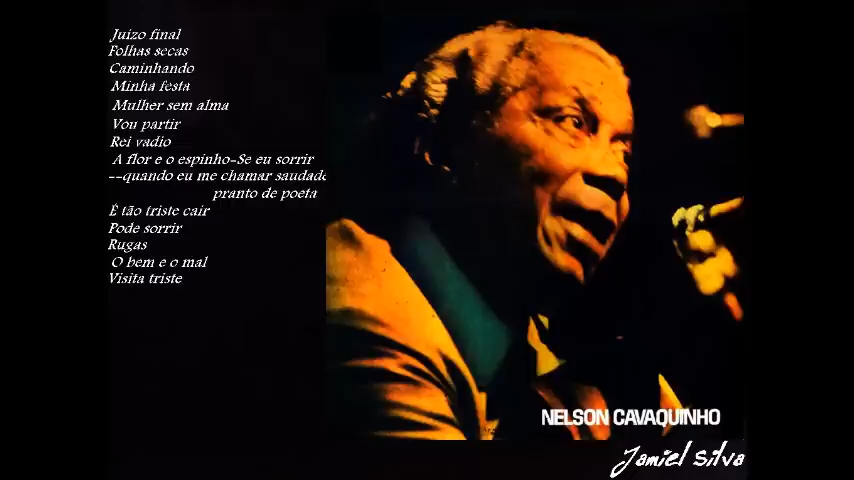 Juízo final
Folhas secas
Caminhando
Minha festa
Mulher sem alma
Vou partir
Rei vadio
A flor e o espinho-Se eu sorrir
--quando eu me chamar saudade
pranto de poeta
É tão triste cair
Pode sorrir
Rugas
O bem e o mal
Visita triste
NELSON CAVAQUINHO
Jamiel Silva